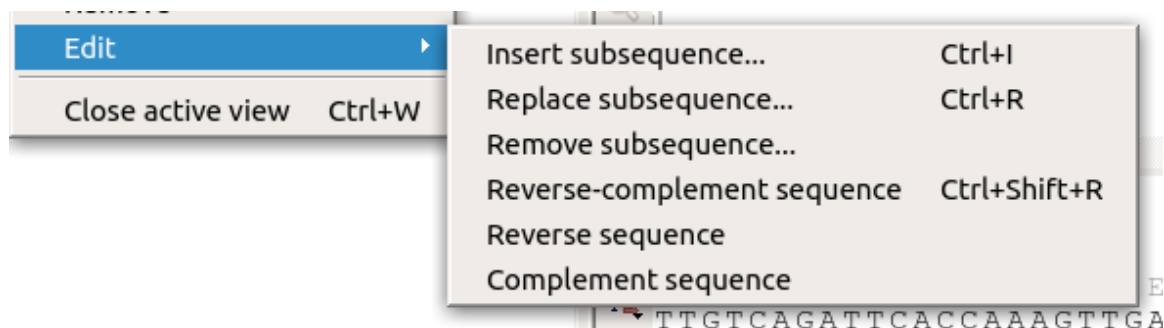 Remove
Edit
Insert subsequence... Ctrl+I
Replace subsequence... Ctrl+R
Close active view Ctrl+W
Remove subsequence...
Reverse-complement sequence Ctrl+Shift+R
Reverse sequence
Complement sequence
E
TTGTCAGATTCACCAAAGTTGA